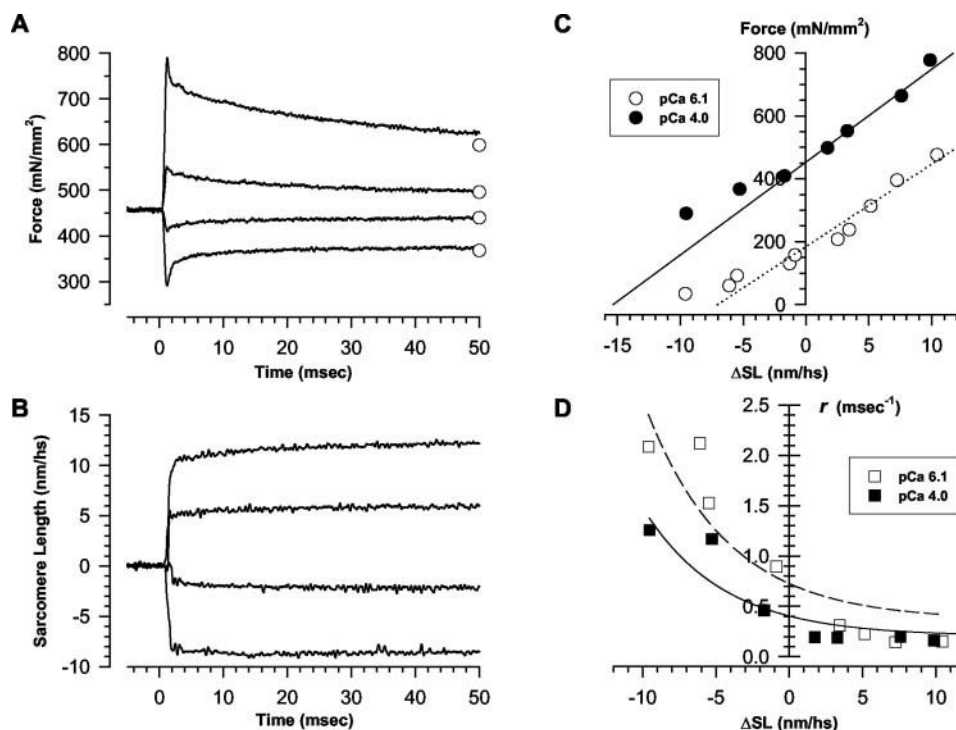 A
Force (mN/mm²)
800
700
600
500
400
300
0 10 20 30 40 50
Time (msec)
B
Sarcomere Length (nm/hs)
15
10
5
0
-5
-10
0 10 20 30 40 50
Time (msec)
C
Force (mN/mm²)
pCa 6.1
pCa 4.0
800
600
400
200
0
-15 -10 -5 0 5 10
ΔSL (nm/hs)
D
r (msec⁻¹)
pCa 6.1
pCa 4.0
2.5
2.0
1.5
1.0
0.5
0.0
-10 -5 0 5 10
ΔSL (nm/hs)